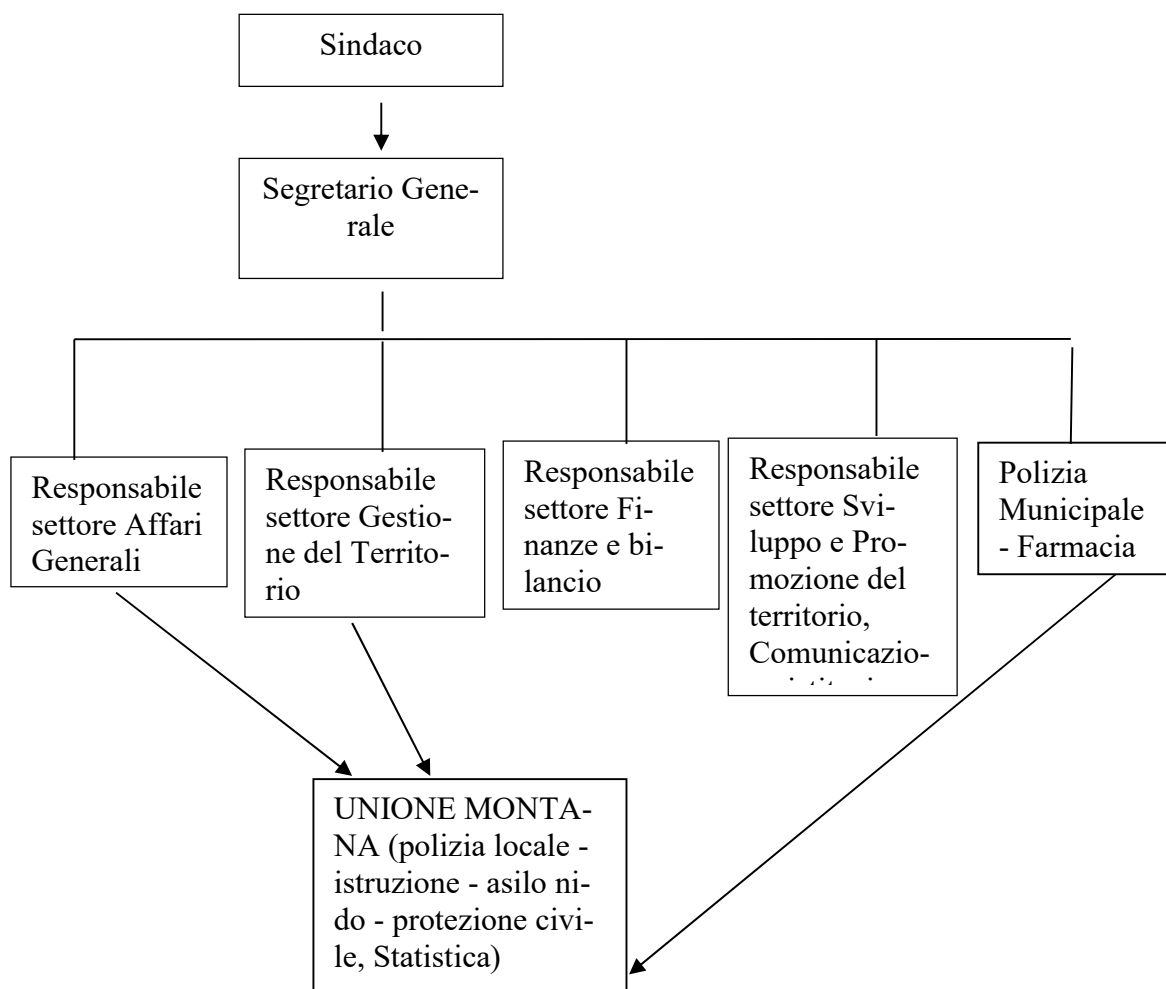 Sindaco
Segretario Gene-
rale
Responsabile
settore Affari
Generali
Responsabile
settore Gestio-
ne del Territo-
rio
Responsabile
settore Fi-
nanze e bi-
lancio
Responsabile
settore Svi-
luppo e Pro-
mozione del
territorio,
Comunicazio-
Polizia
Municipale
- Farmacia
UNIONE MONTA-
NA (polizia locale -
istruzione - asilo ni-
do - protezione civi-
le, Statistica)